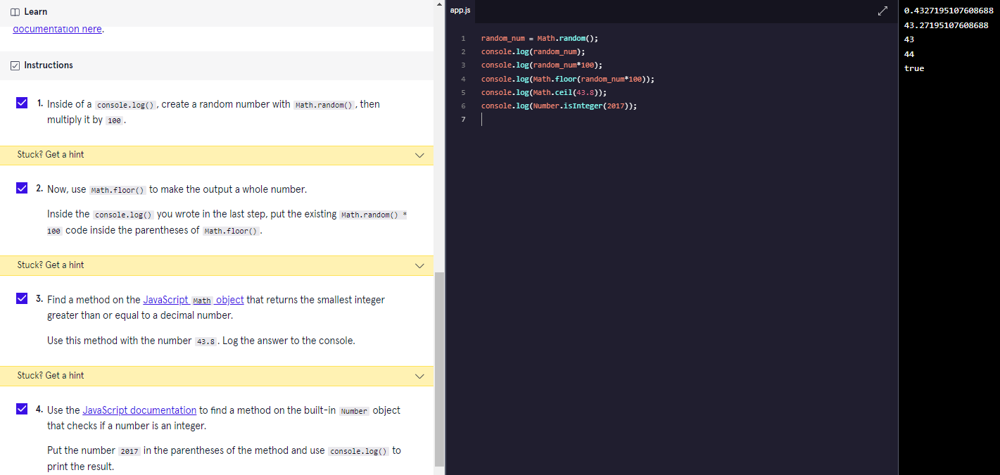 Learn
documentation here.
Instructions
1. Inside of a console.log(), create a random number with Math.random(), then
multiply it by 100.
Stuck? Get a hint
2. Now, use Math.floor() to make the output a whole number.
Inside the console.log() you wrote in the last step, put the existing Math.random() *
100 code inside the parentheses of Math.floor().
Stuck? Get a hint
3. Find a method on the JavaScript Math object that returns the smallest integer
greater than or equal to a decimal number.
Use this method with the number 43.8. Log the answer to the console.
Stuck? Get a hint
4. Use the JavaScript documentation to find a method on the built-in Number object
that checks if a number is an integer.
Put the number 2017 in the parentheses of the method and use console.log() to
print the result.
app.js
1 random_num = Math.random();
2 console.log(random_num);
3 console.log(random_num*100);
4 console.log(Math.floor(random_num*100));
5 console.log(Math.ceil(43.8));
6 console.log(Number.isInteger(2017));
7
0.4327195107608688
43.27195107608688
43
44
true